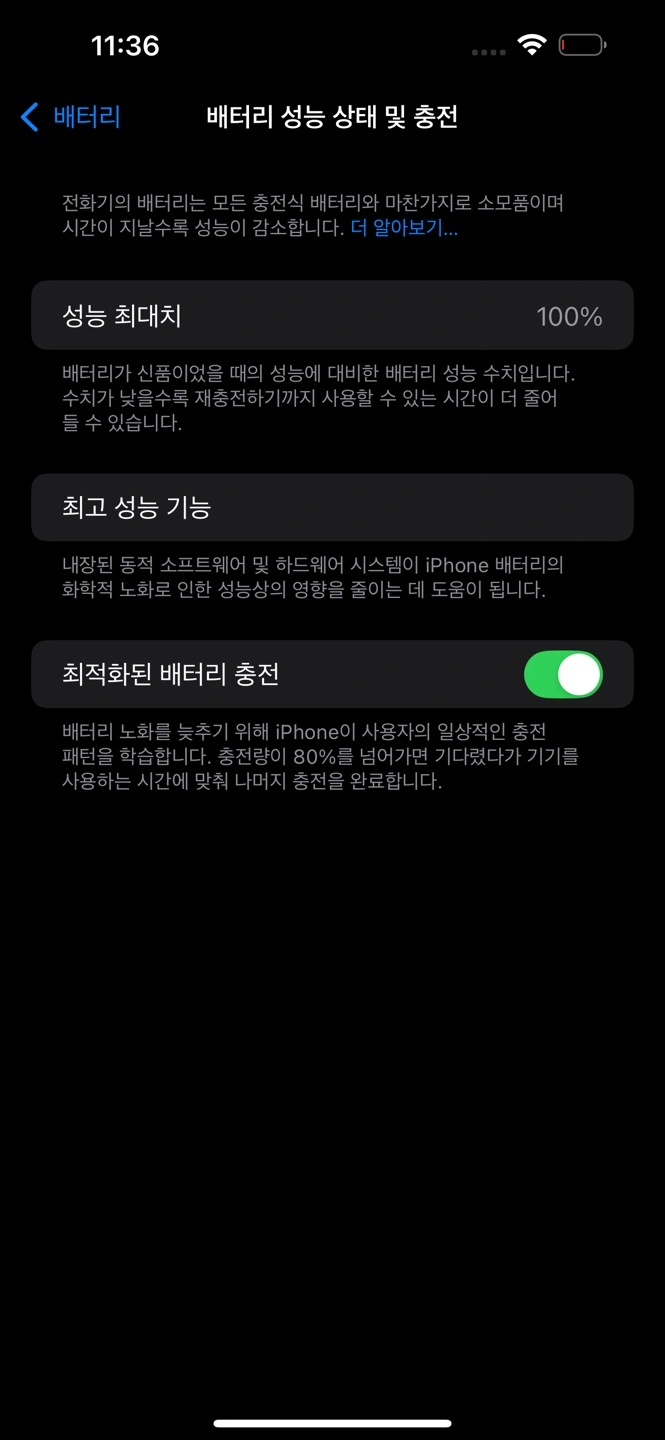 11:36
배터리
배터리 성능 상태 및 충전
전화기의 배터리는 모든 충전식 배터리와 마찬가지로 소모품이며
시간이 지날수록 성능이 감소합니다. 더 알아보기...
성능 최대치 100%
배터리가 신품이었을 때의 성능에 대비한 배터리 성능 수치입니다.
수치가 낮을수록 재충전하기까지 사용할 수 있는 시간이 더 줄어
들 수 있습니다.
최고 성능 기능
내장된 동적 소프트웨어 및 하드웨어 시스템이 iPhone 배터리의
화학적 노화로 인한 성능상의 영향을 줄이는 데 도움이 됩니다.
최적화된 배터리 충전
배터리 노화를 늦추기 위해 iPhone이 사용자의 일상적인 충전
패턴을 학습합니다. 충전량이 80%를 넘어가면 기다렸다가 기기를
사용하는 시간에 맞춰 나머지 충전을 완료합니다.